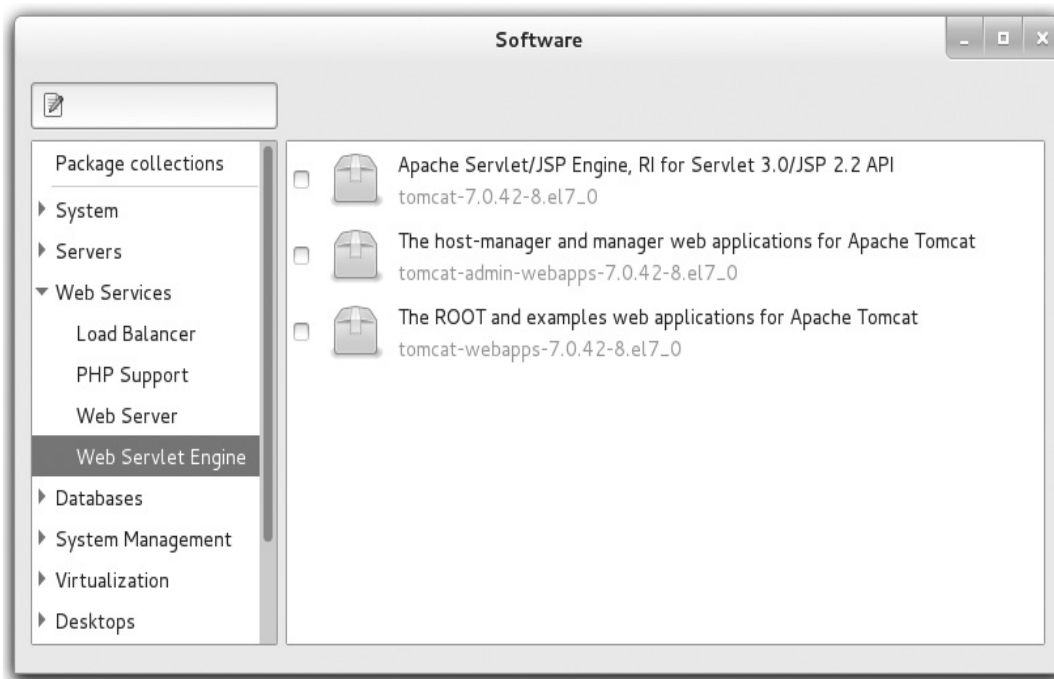 Software
Package collections
System
Servers
Web Services
Load Balancer
PHP Support
Web Server
Web Servlet Engine
Databases
System Management
Virtualization
Desktops
Apache Servlet/JSP Engine, RI for Servlet 3.0/JSP 2.2 API
tomcat-7.0.42-8.el7_0
The host-manager and manager web applications for Apache Tomcat
tomcat-admin-webapps-7.0.42-8.el7_0
The ROOT and examples web applications for Apache Tomcat
tomcat-webapps-7.0.42-8.el7_0